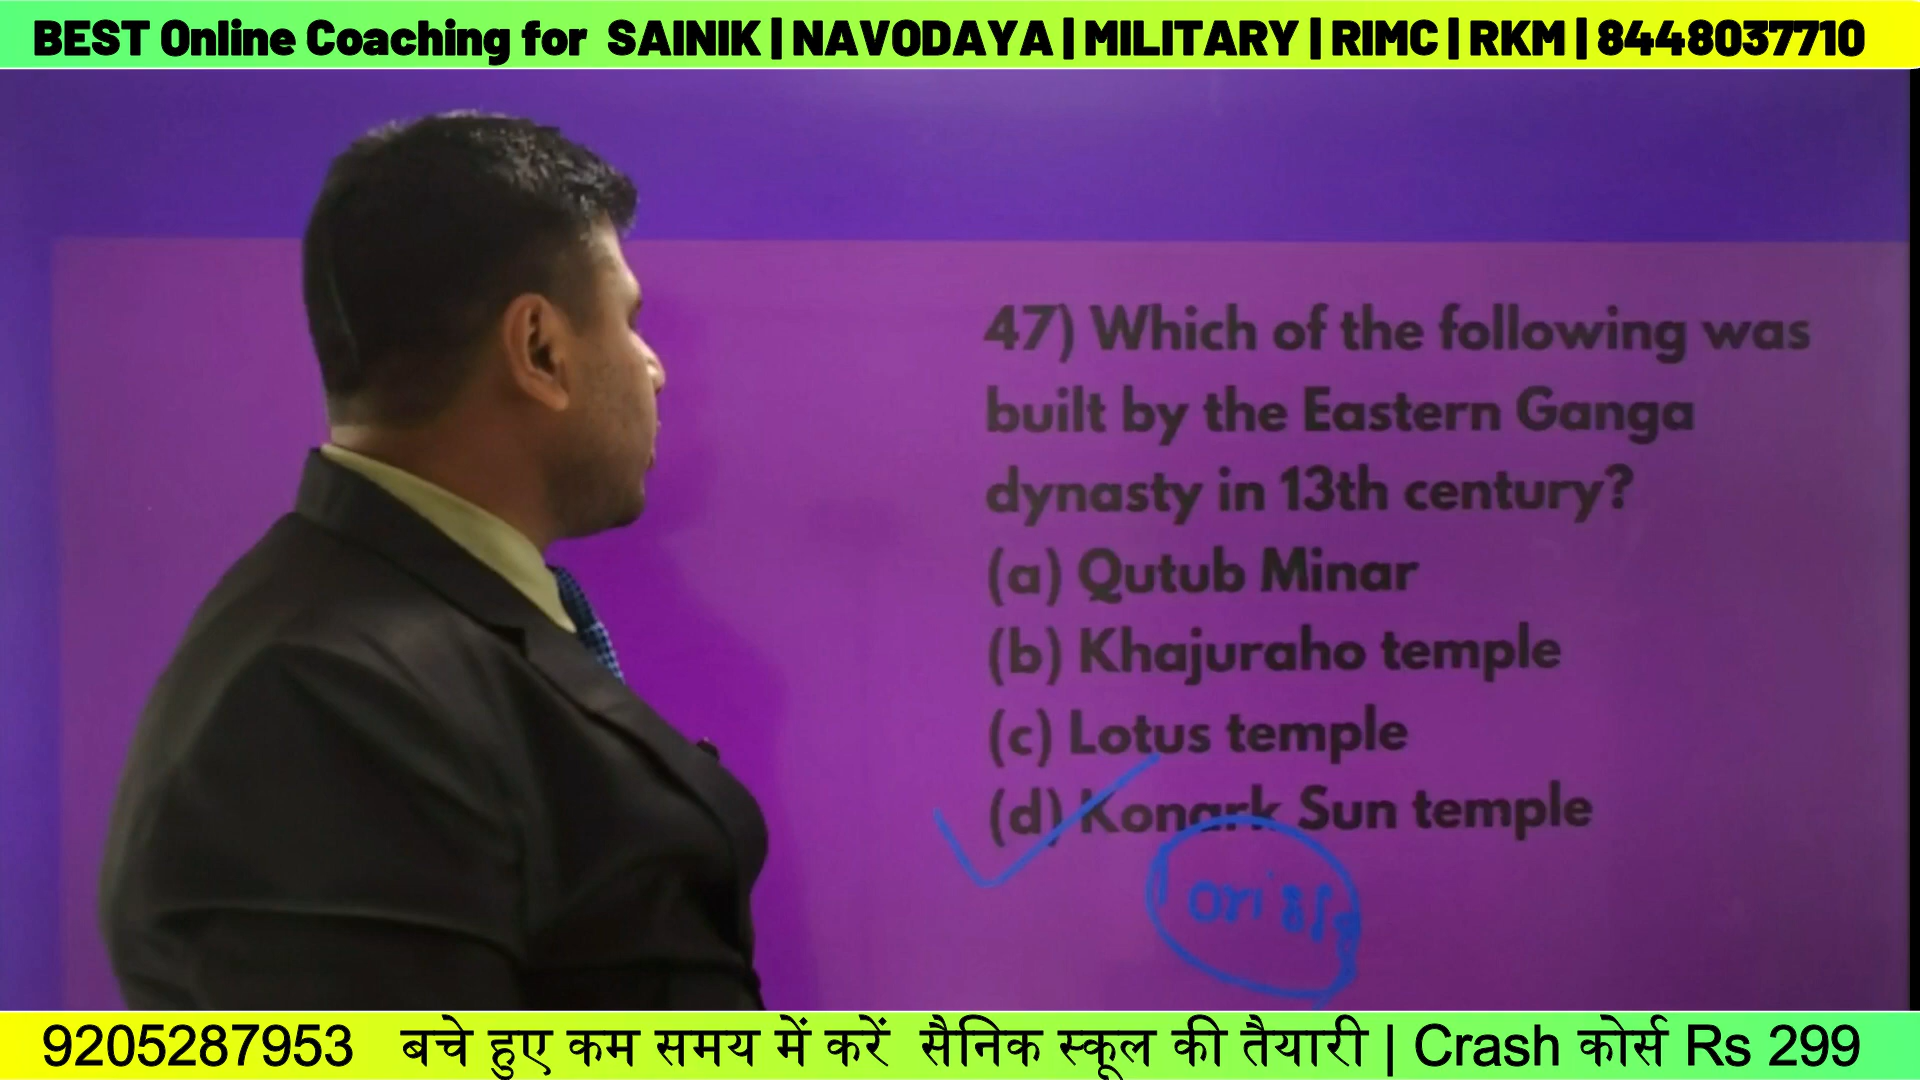 BEST Online Coaching for SAINIK | NAVODAYA | MILITARY | RIMC | RKM | 8448037710
47) Which of the following was
built by the Eastern Ganga
dynasty in 13th century?
(a) Qutub Minar
(b) Khajuraho temple
(c) Lotus temple
(d) Konark Sun temple
9205287953 बचे हुए कम समय में करें सैनिक स्कूल की तैयारी | Crash कोर्स Rs 299